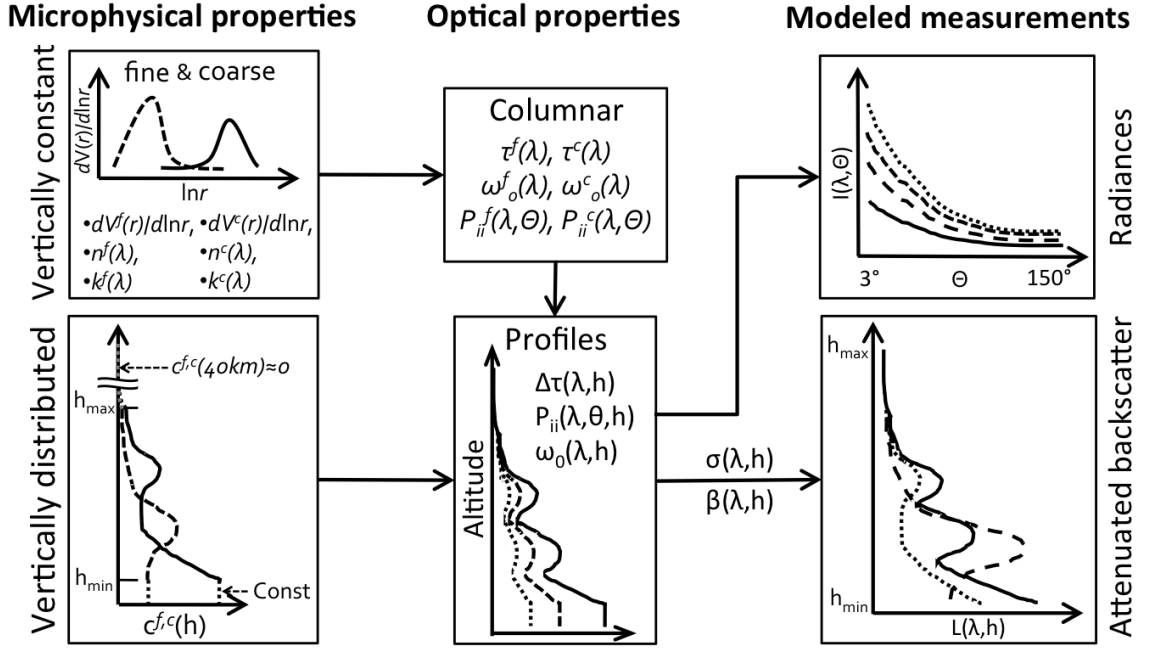 Microphysical properties
Optical properties
Modeled measurements
Vertically constant
fine & coarse
dV(r)/dlnr
lnr
•dVᶠ(r)/dlnr, •dVᶜ(r)/dlnr,
•nᶠ(λ), •nᶜ(λ),
•kᶠ(λ) •kᶜ(λ)
Columnar
τᶠ(λ), τᶜ(λ)
ωᶠₒ(λ), ωᶜₒ(λ)
Pᵢᵢᶠ(λ,Θ), Pᵢᵢᶜ(λ,Θ)
I(λ,Θ)
3° Θ 150°
Radiances
Vertically distributed
cᶠ,ᶜ(40km)≈0
hmax
hmin
Const
cᶠ,ᶜ(h)
Profiles
Δτ(λ,h)
Pᵢᵢ(λ,θ,h)
ω₀(λ,h)
Altitude
σ(λ,h)
β(λ,h)
hmax
hmin
L(λ,h)
Attenuated backscatter